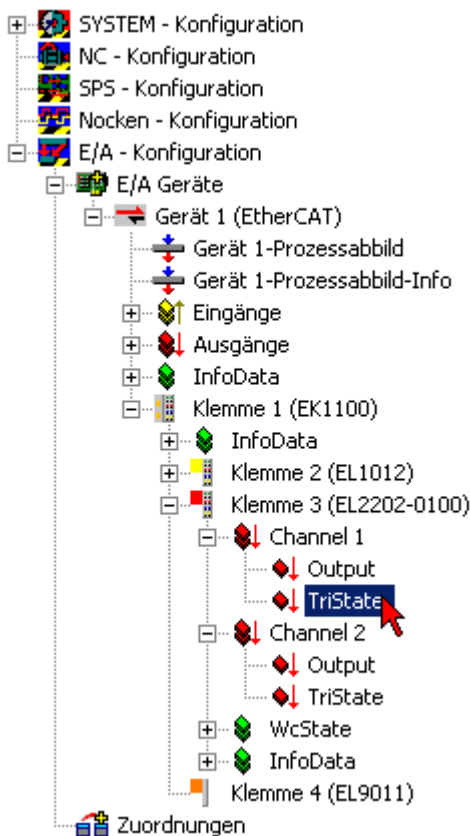 SYSTEM - Konfiguration
NC - Konfiguration
SPS - Konfiguration
Nocken - Konfiguration
E/A - Konfiguration
E/A Geräte
Gerät 1 (EtherCAT)
Gerät 1-Prozessabbild
Gerät 1-Prozessabbild-Info
Eingänge
Ausgänge
InfoData
Klemme 1 (EK1100)
InfoData
Klemme 2 (EL1012)
Klemme 3 (EL2202-0100)
Channel 1
Output
TriState
Channel 2
Output
TriState
WcState
InfoData
Klemme 4 (EL9011)
Zuordnungen